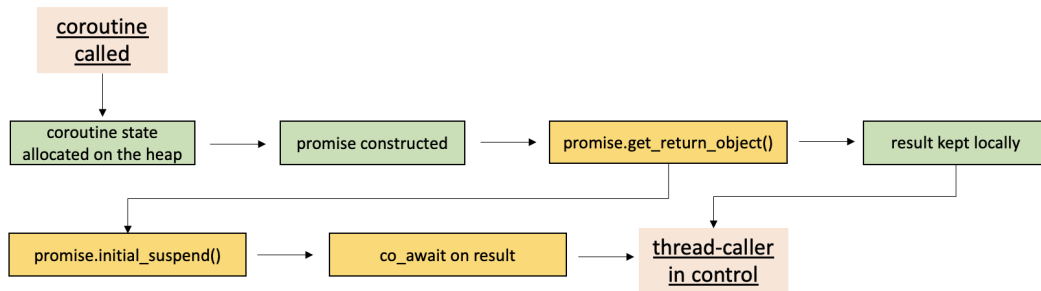 coroutine
called
coroutine state
allocated on the heap
promise constructed
promise.get_return_object()
result kept locally
promise.initial_suspend()
co_await on result
thread-caller
in control